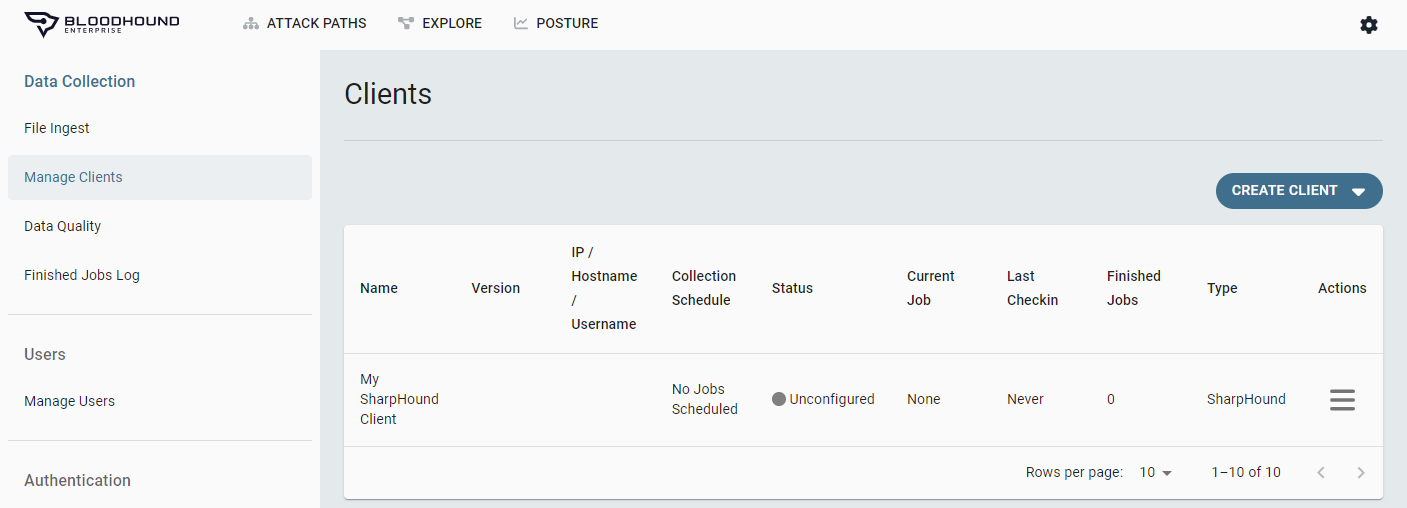 BLOODHOUND
ENTERPRISE
ATTACK PATHS
EXPLORE
POSTURE
Data Collection
File Ingest
Manage Clients
Data Quality
Finished Jobs Log
Users
Manage Users
Authentication
Clients
CREATE CLIENT
Name
Version
IP /
Hostname
/
Username
Collection
Schedule
Status
Current
Job
Last
Checkin
Finished
Jobs
Type
Actions
My
SharpHound
Client
No Jobs
Scheduled
Unconfigured
None
Never
0
SharpHound
Rows per page: 10
1–10 of 10